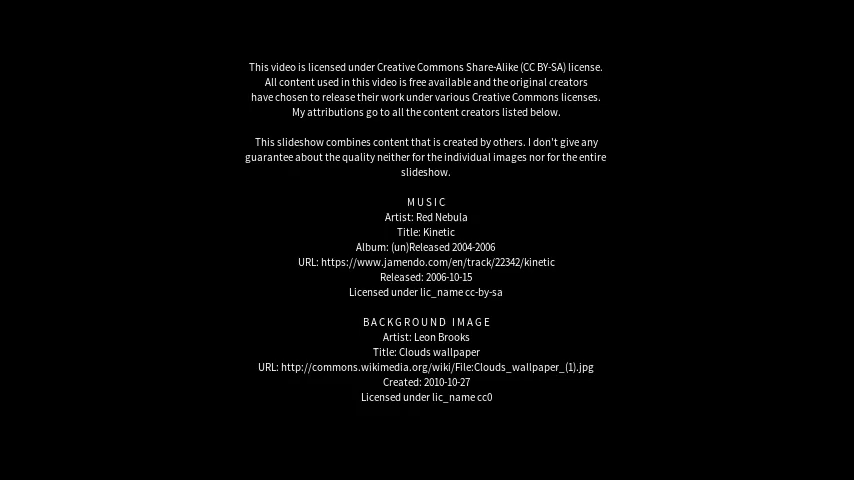 This video is licensed under Creative Commons Share-Alike (CC BY-SA) license.
All content used in this video is free available and the original creators
have chosen to release their work under various Creative Commons licenses.
My attributions go to all the content creators listed below.
This slideshow combines content that is created by others. I don't give any
guarantee about the quality neither for the individual images nor for the entire
slideshow.
MUSIC
Artist: Red Nebula
Title: Kinetic
Album: (un)Released 2004-2006
URL: https://www.jamendo.com/en/track/22342/kinetic
Released: 2006-10-15
Licensed under lic_name cc-by-sa
BACKGROUND IMAGE
Artist: Leon Brooks
Title: Clouds wallpaper
URL: http://commons.wikimedia.org/wiki/File:Clouds_wallpaper_(1).jpg
Created: 2010-10-27
Licensed under lic_name cc0